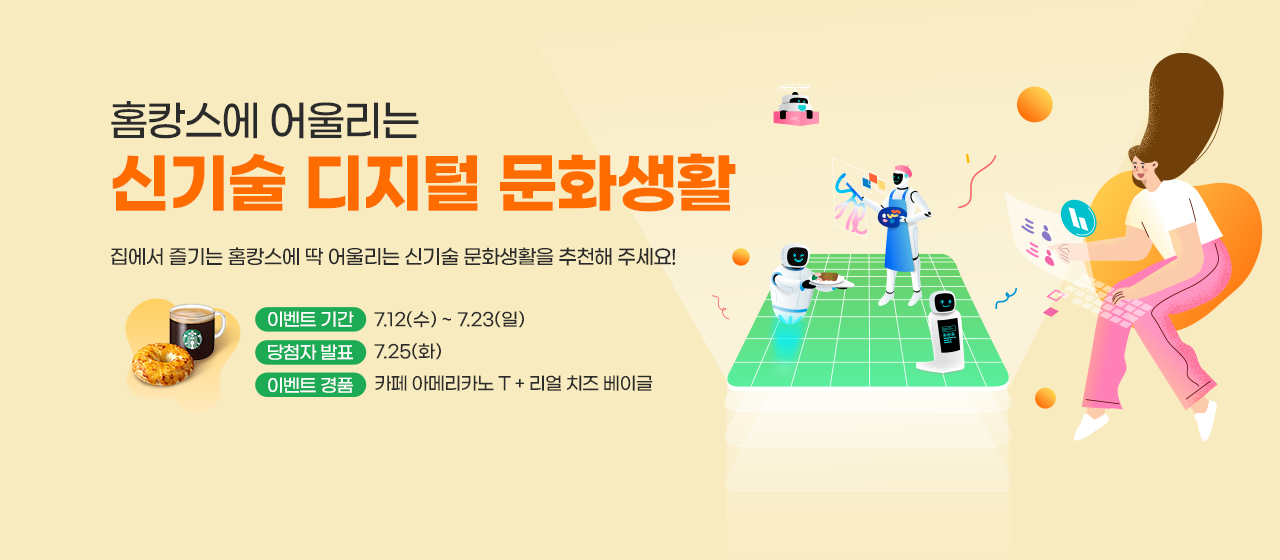 홈캉스에 어울리는
신기술 디지털 문화생활
집에서 즐기는 홈캉스에 딱 어울리는 신기술 문화생활을 추천해 주세요!
이벤트 기간 7.12(수) ~ 7.23(일)
당첨자 발표 7.25(화)
이벤트 경품 카페 아메리카노 T + 리얼 치즈 베이글